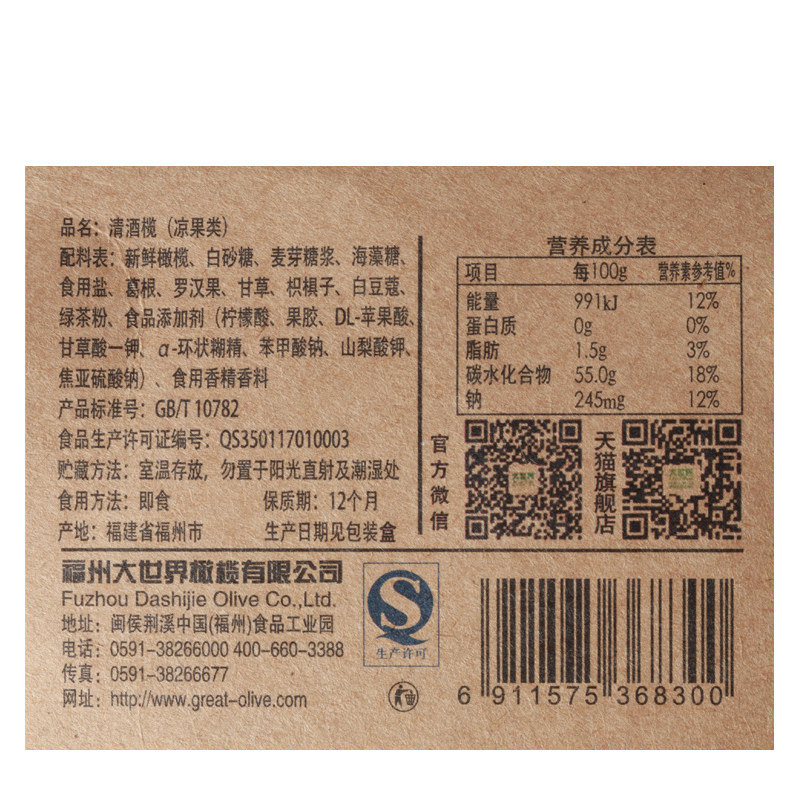 品名：清酒榄（凉果类）
配料表：新鲜橄榄、白砂糖、麦芽糖浆、海藻糖、
食用盐、葛根、罗汉果、甘草、枳椇子、白豆蔻、
绿茶粉、食品添加剂（柠檬酸、果胶、DL-苹果酸、
甘草酸一钾、α-环状糊精、苯甲酸钠、山梨酸钾、
焦亚硫酸钠）、食用香精香料
产品标准号：GB/T 10782
食品生产许可证编号：QS350117010003
贮藏方法：室温存放，勿置于阳光直射及潮湿处
食用方法：即食 保质期：12个月
产地：福建省福州市 生产日期见包装盒
营养成分表
项目 每100g 营养素参考值%
能量 991kJ 12%
蛋白质 0g 0%
脂肪 1.5g 3%
碳水化合物 55.0g 18%
钠 245mg 12%
官方微信
天猫旗舰店
福州大世界橄榄有限公司
Fuzhou Dashijie Olive Co.,Ltd.
地址：闽侯荆溪中国(福州)食品工业园
电话：0591-38266000 400-660-3388
传真：0591-38266677
网址：http://www.great-olive.com
生产许可
6 911575 368300